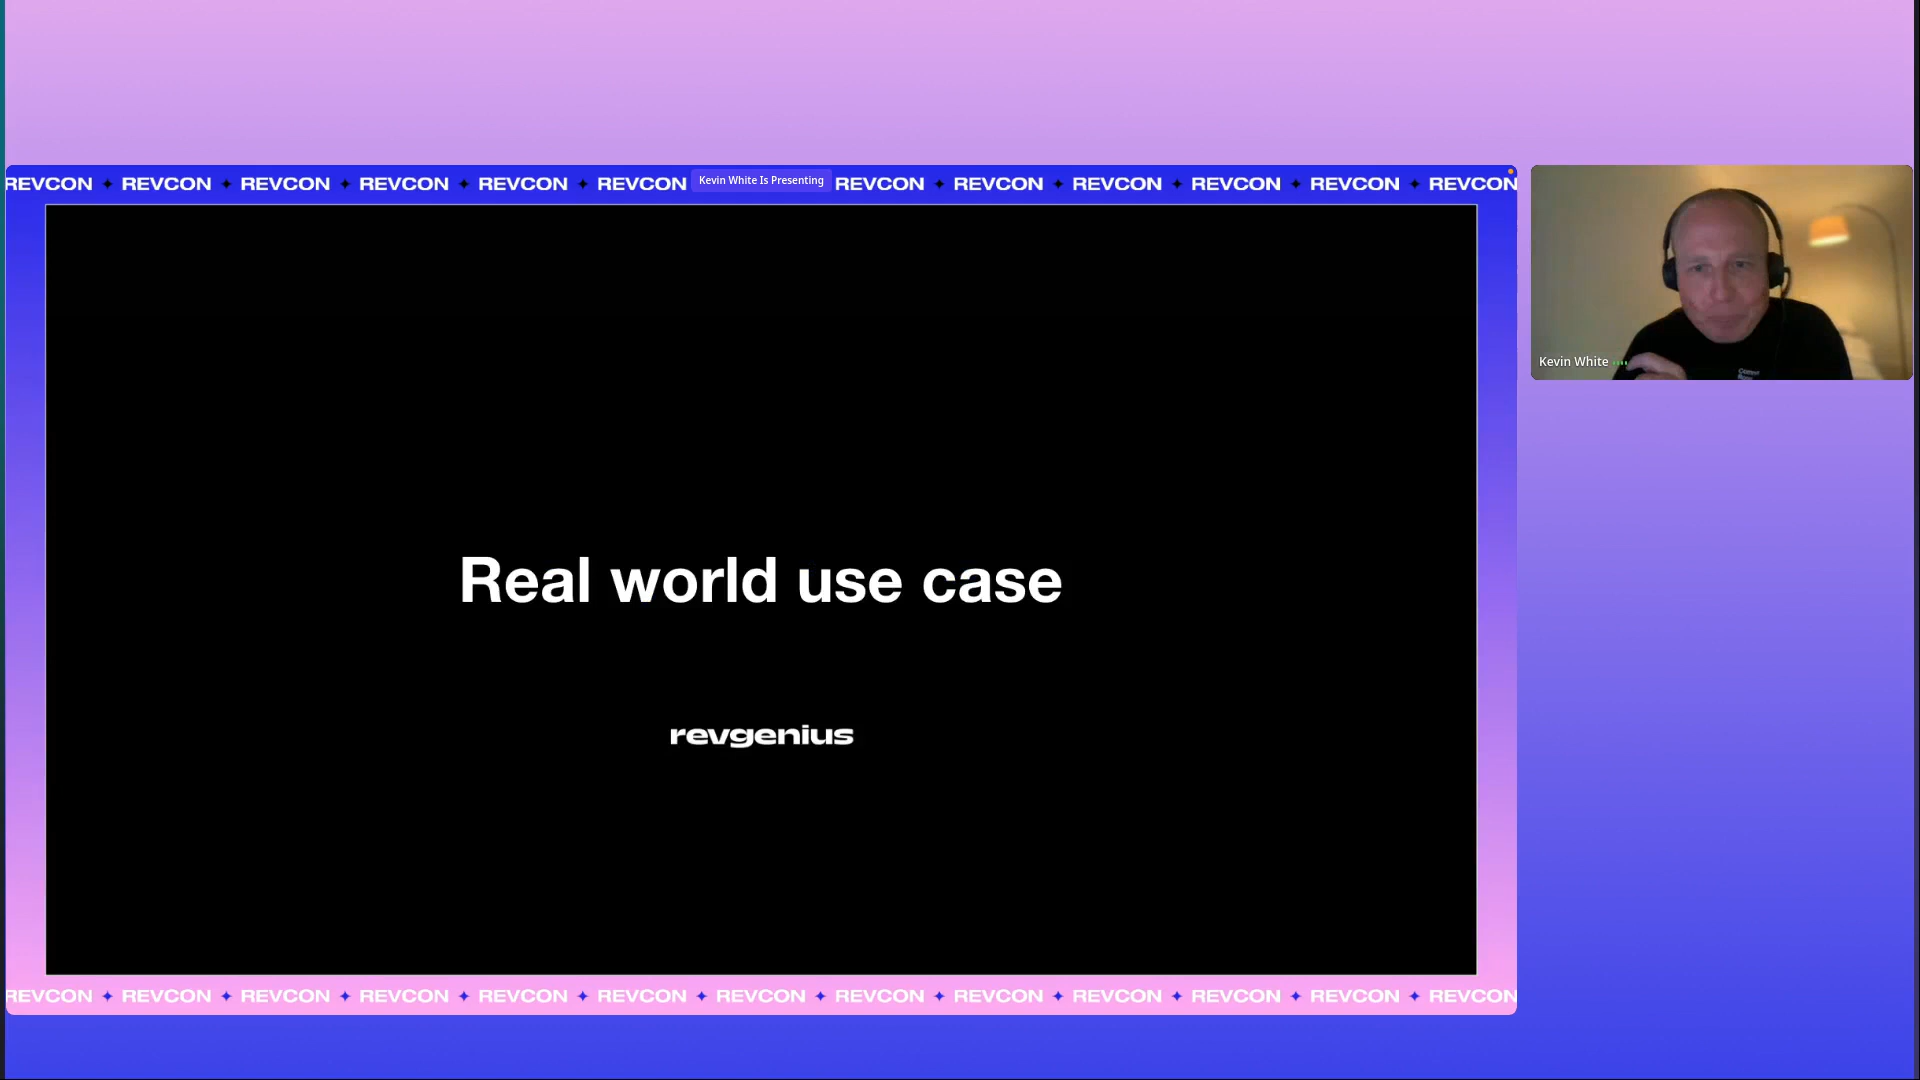 REVCON ✦ REVCON ✦ REVCON ✦ REVCON ✦ REVCON ✦ REVCON Kevin White Is Presenting REVCON ✦ REVCON ✦ REVCON ✦ REVCON ✦ REVCON ✦ REVCON
Real world use case
revgenius
Kevin White
REVCON ✦ REVCON ✦ REVCON ✦ REVCON ✦ REVCON ✦ REVCON ✦ REVCON ✦ REVCON ✦ REVCON ✦ REVCON ✦ REVCON ✦ REVCON ✦ REVCON